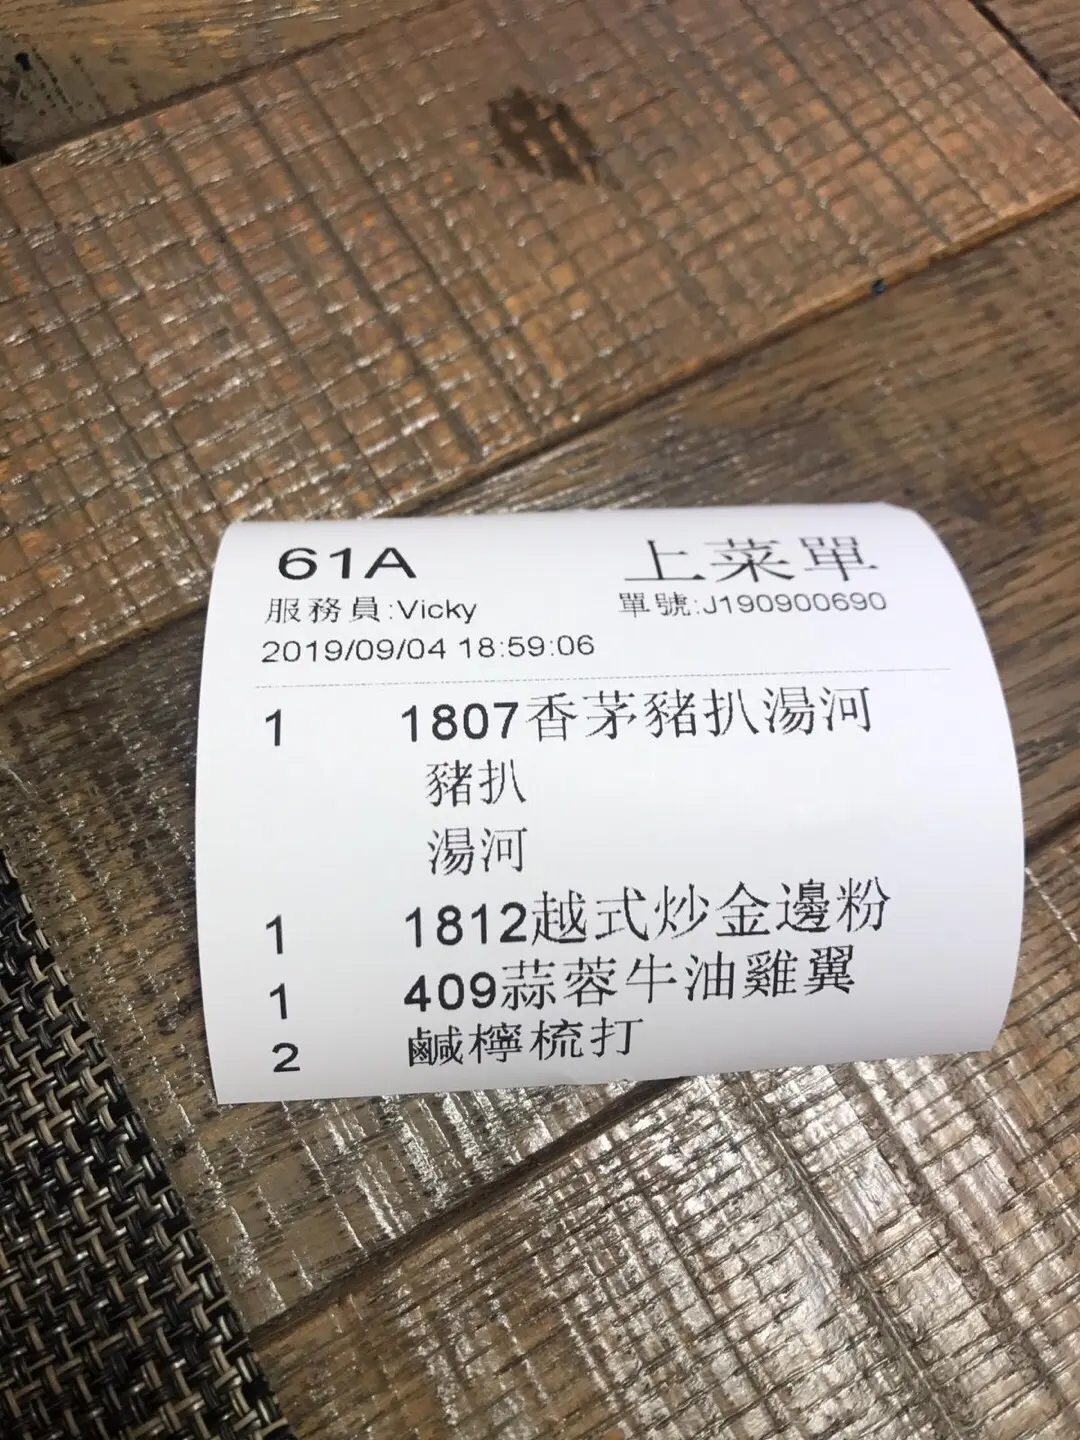 61A 上菜單
服務員:Vicky 單號:J190900690
2019/09/04 18:59:06
1 1807香茅豬扒湯河
豬扒
湯河
1 1812越式炒金邊粉
1 409蒜蓉牛油雞翼
2 鹹檸梳打